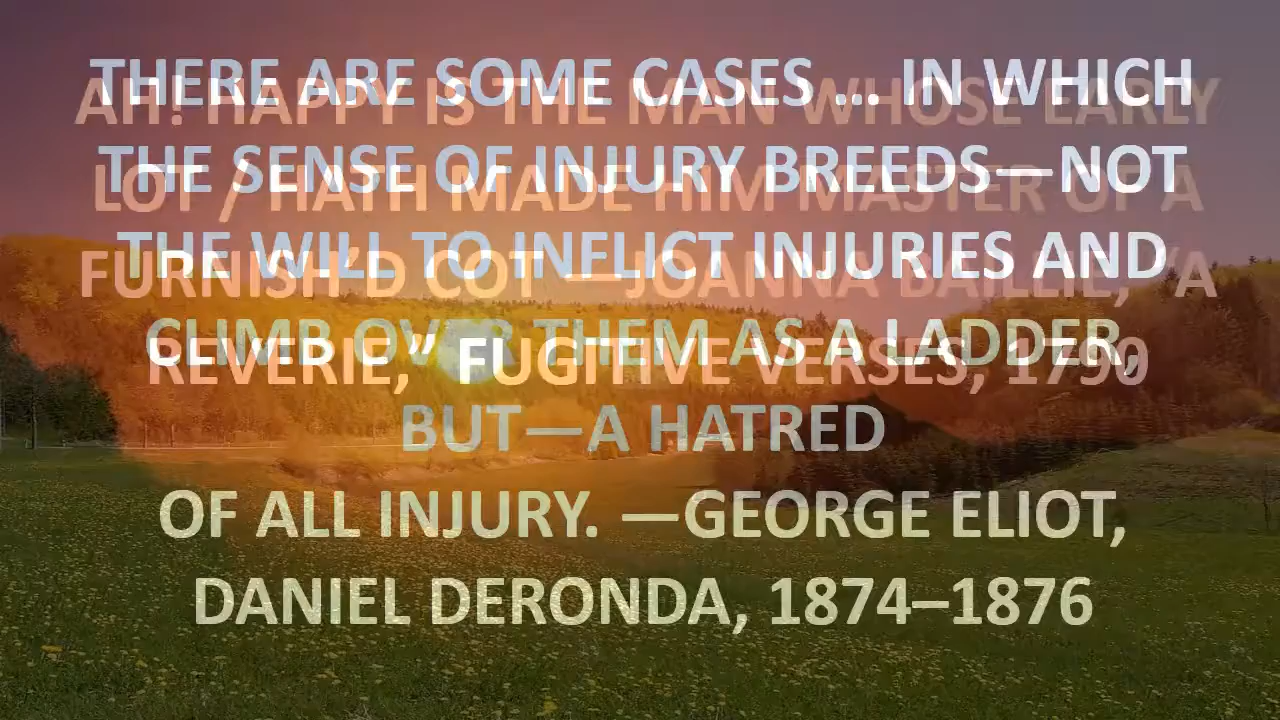 THERE ARE SOME CASES ... IN WHICH
THE SENSE OF INJURY BREEDS—NOT
THE WILL TO INFLICT INJURIES AND
CLIMB OVER THEM AS A LADDER,
BUT—A HATRED
OF ALL INJURY. —GEORGE ELIOT,
DANIEL DERONDA, 1874–1876
AH! HAPPY IS THE MAN WHOSE EARLY
LOT / HATH MADE HIM MASTER OF A
FURNISH'D COT —JOANNA BAILLIE, “A
REVERIE,” FUGITIVE VERSES, 1790